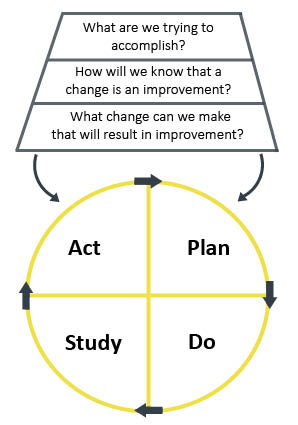 What are we trying to
accomplish?
How will we know that a
change is an improvement?
What change can we make
that will result in improvement?
Act
Plan
Study
Do